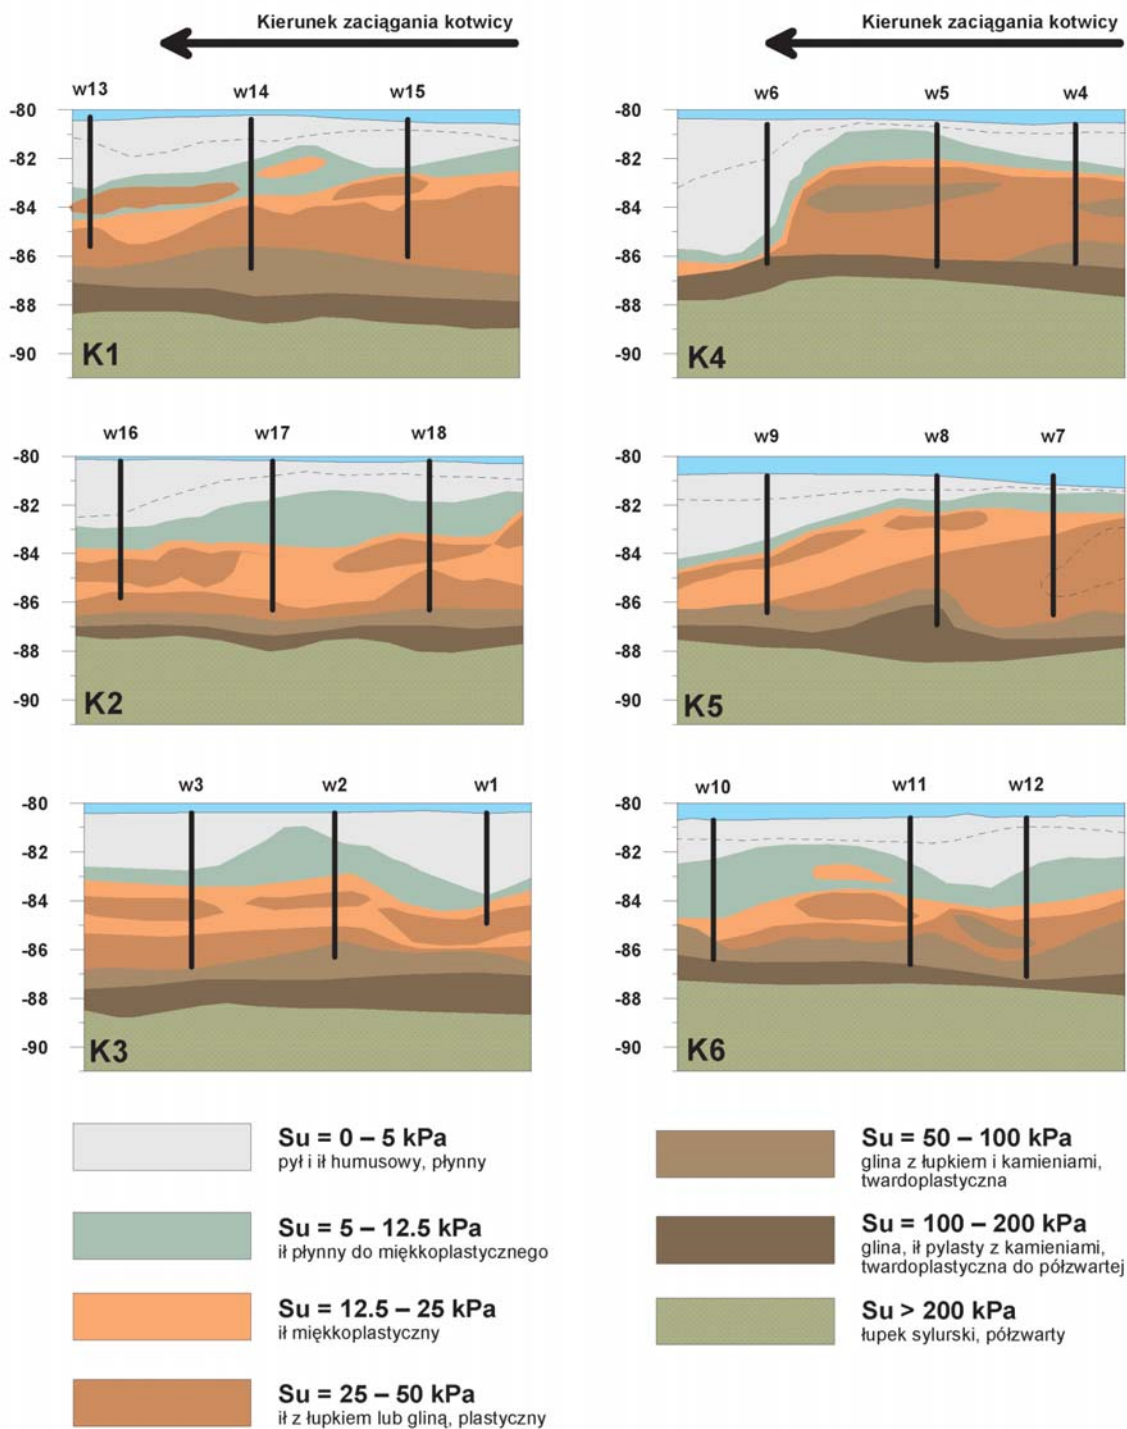 Kierunek zaciągania kotwicy
Kierunek zaciągania kotwicy
w13 w14 w15
-80
-82
-84
-86
-88
-90
K1
w6 w5 w4
-80
-82
-84
-86
-88
-90
K4
w16 w17 w18
-80
-82
-84
-86
-88
-90
K2
w9 w8 w7
-80
-82
-84
-86
-88
-90
K5
w3 w2 w1
-80
-82
-84
-86
-88
-90
K3
w10 w11 w12
-80
-82
-84
-86
-88
-90
K6
Su = 0 – 5 kPa
pył i ił humusowy, płynny
Su = 5 – 12.5 kPa
ił płynny do miękkoplastycznego
Su = 12.5 – 25 kPa
ił miękkoplastyczny
Su = 25 – 50 kPa
ił z łupkiem lub gliną, plastyczny
Su = 50 – 100 kPa
glina z łupkiem i kamieniami,
twardoplastyczna
Su = 100 – 200 kPa
glina, ił pylasty z kamieniami,
twardoplastyczna do półzwartej
Su > 200 kPa
łupek sylurski, półzwarty